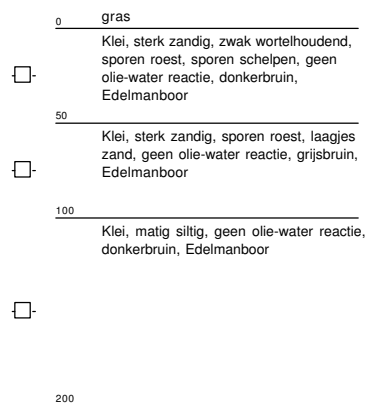 0 gras
Klei, sterk zandig, zwak wortelhoudend,
sporen roest, sporen schelpen, geen
olie-water reactie, donkerbruin,
Edelmanboor
50
Klei, sterk zandig, sporen roest, laagjes
zand, geen olie-water reactie, grijsbruin,
Edelmanboor
100
Klei, matig siltig, geen olie-water reactie,
donkerbruin, Edelmanboor
200